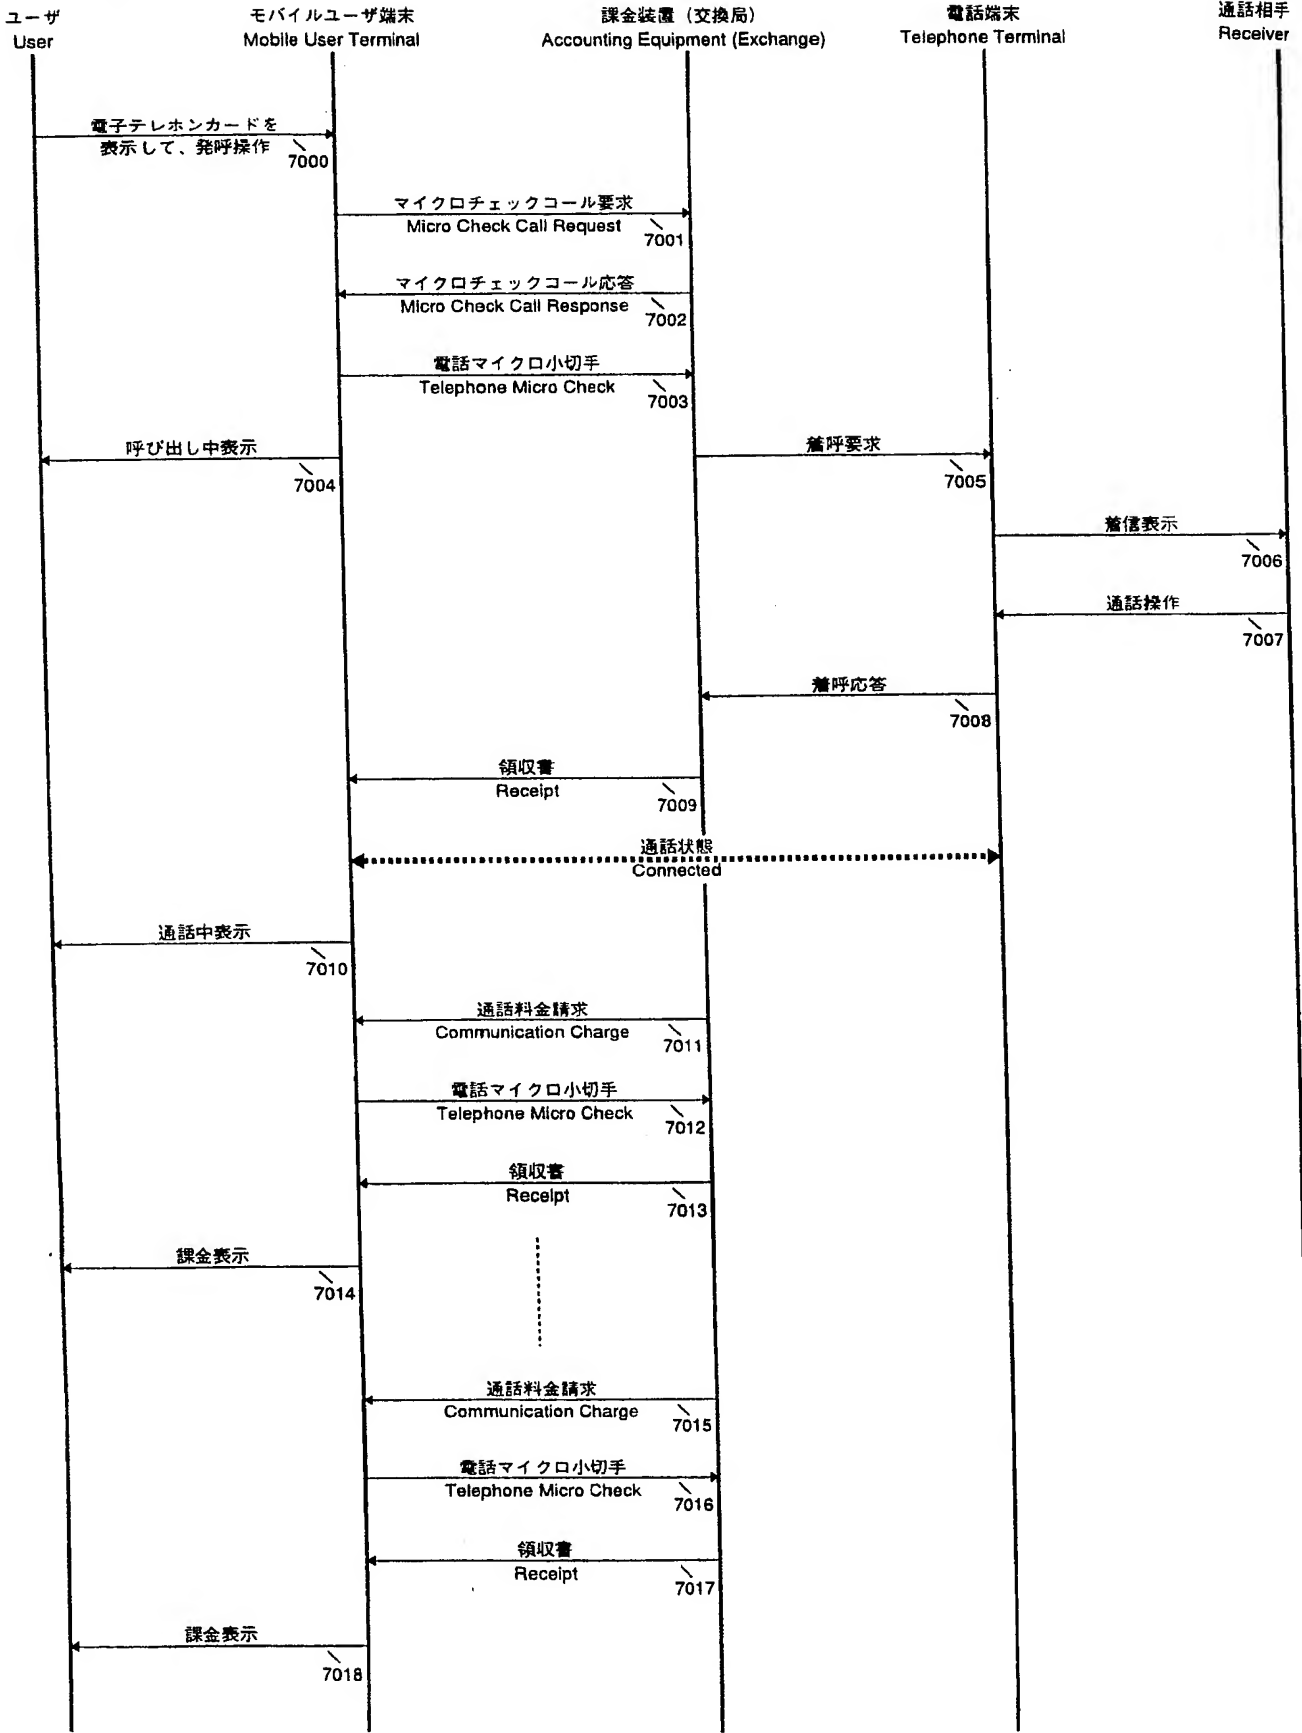 ユーザ
User
モバイルユーザ端末
Mobile User Terminal
課金装置（交換局）
Accounting Equipment (Exchange)
電話端末
Telephone Terminal
通話相手
Receiver
電子テレホンカードを
表示して、発呼操作
7000
マイクロチェックコール要求
Micro Check Call Request
7001
マイクロチェックコール応答
Micro Check Call Response
7002
電話マイクロ小切手
Telephone Micro Check
7003
呼び出し中表示
7004
着呼要求
7005
着信表示
7006
通話操作
7007
着呼応答
7008
領収書
Receipt
7009
通話状態
Connected
通話中表示
7010
通話料金請求
Communication Charge
7011
電話マイクロ小切手
Telephone Micro Check
7012
領収書
Receipt
7013
課金表示
7014
通話料金請求
Communication Charge
7015
電話マイクロ小切手
Telephone Micro Check
7016
領収書
Receipt
7017
課金表示
7018